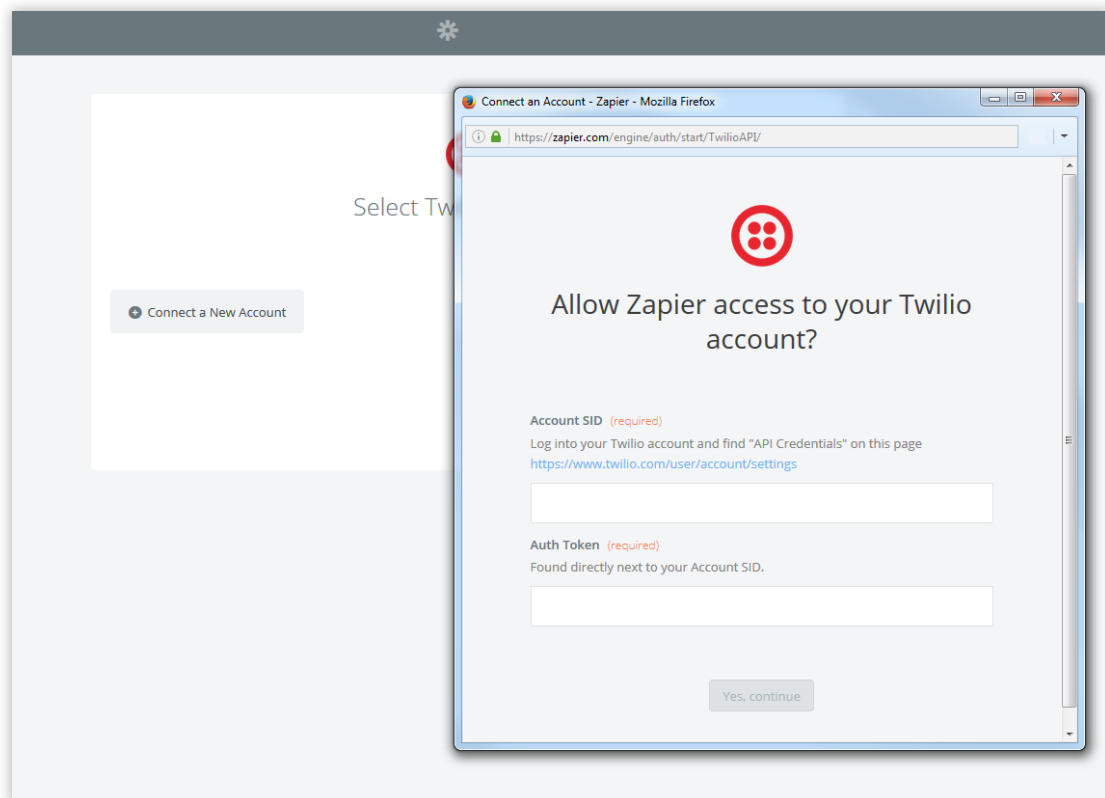 Connect an Account - Zapier - Mozilla Firefox
https://zapier.com/engine/auth/start/TwilioAPI/
Select Tw
Connect a New Account
Allow Zapier access to your Twilio
account?
Account SID (required)
Log into your Twilio account and find "API Credentials" on this page
https://www.twilio.com/user/account/settings
Auth Token (required)
Found directly next to your Account SID.
Yes, continue